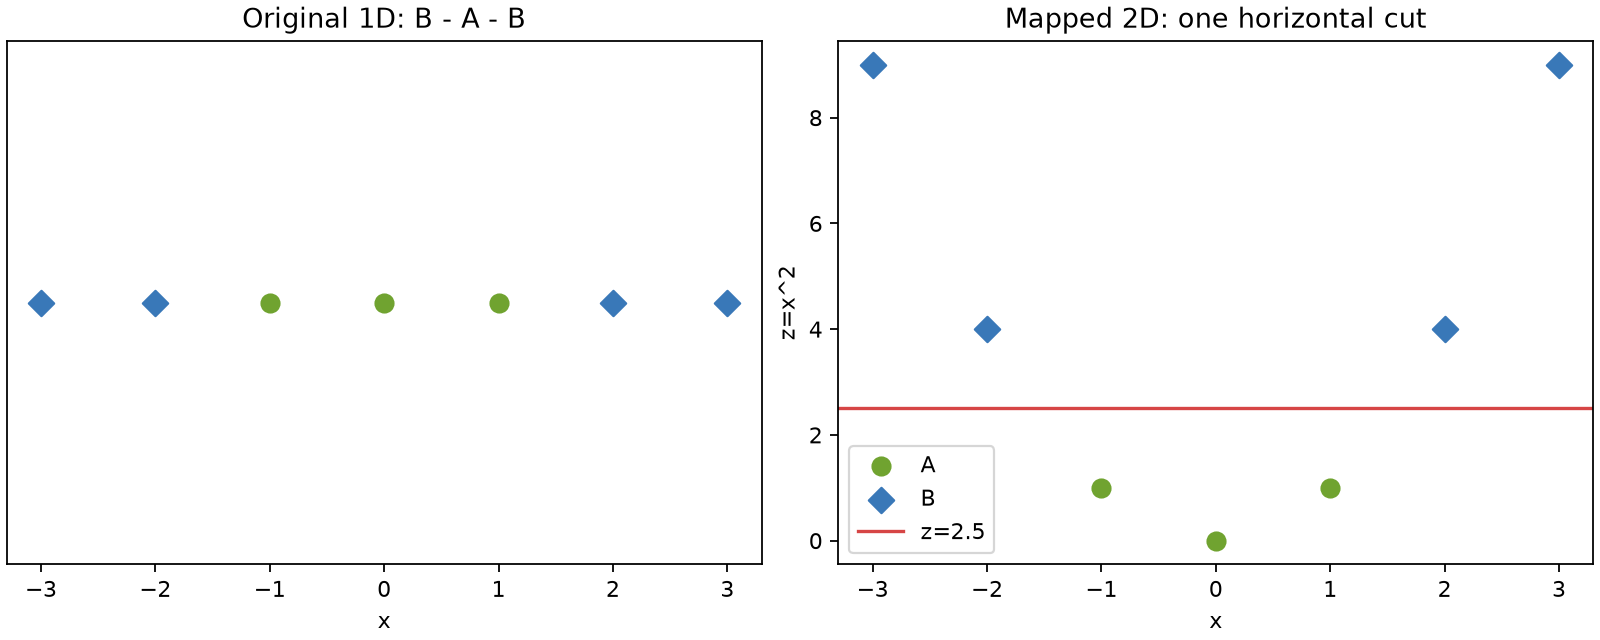 Original 1D: B - A - B
−3 −2 −1 0 1 2 3
x
Mapped 2D: one horizontal cut
z=x^2
8
6
4
2
0
A
B
z=2.5
−3 −2 −1 0 1 2 3
x